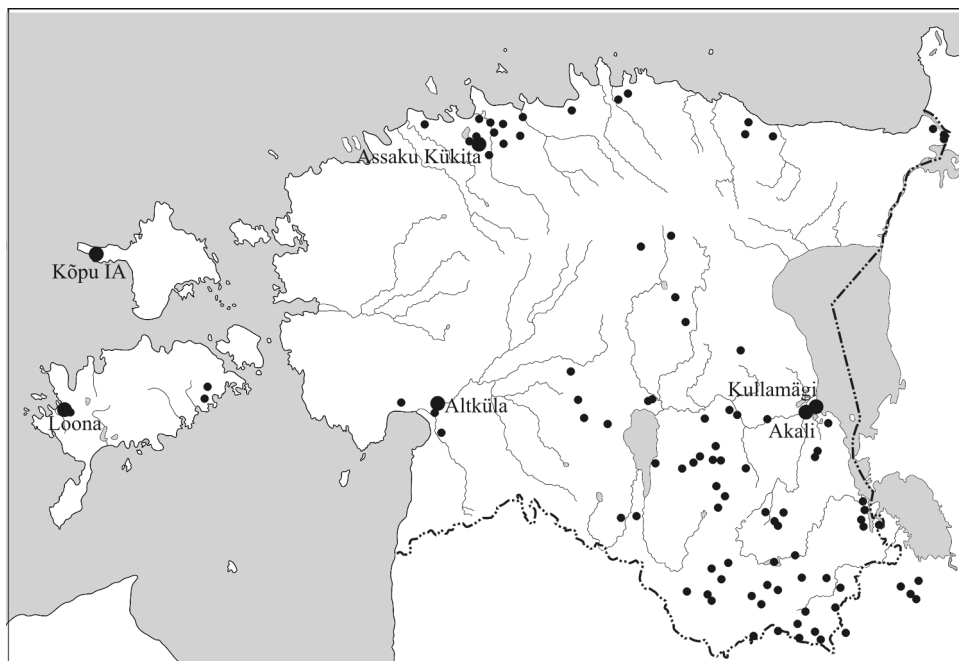 Assaku Kükita
Kõpu IA
Loona
Altküla
Kullamägi
Akali